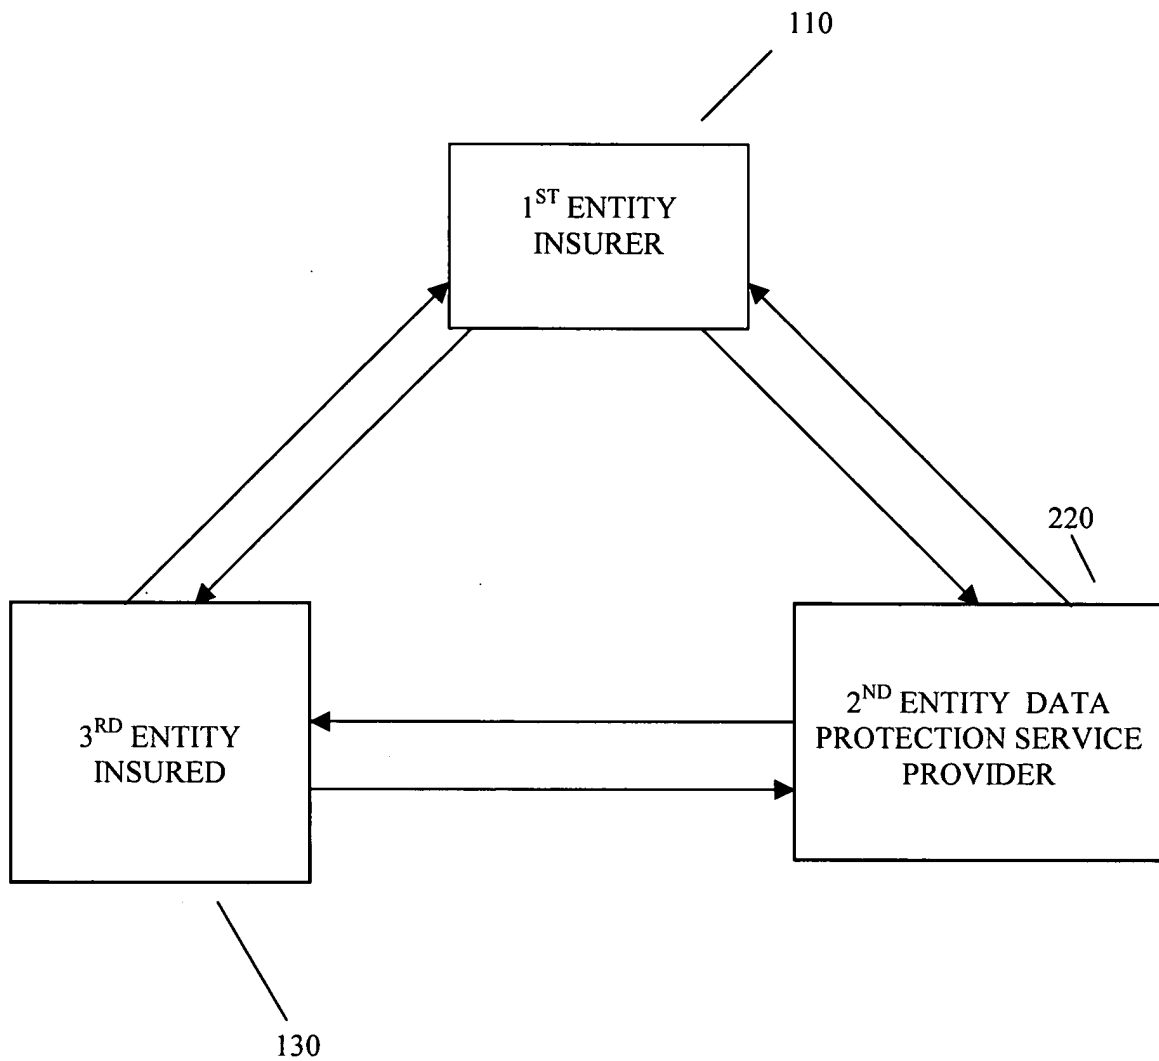 110
1ST ENTITY
INSURER
220
3RD ENTITY
INSURED
2ND ENTITY DATA
PROTECTION SERVICE
PROVIDER
130